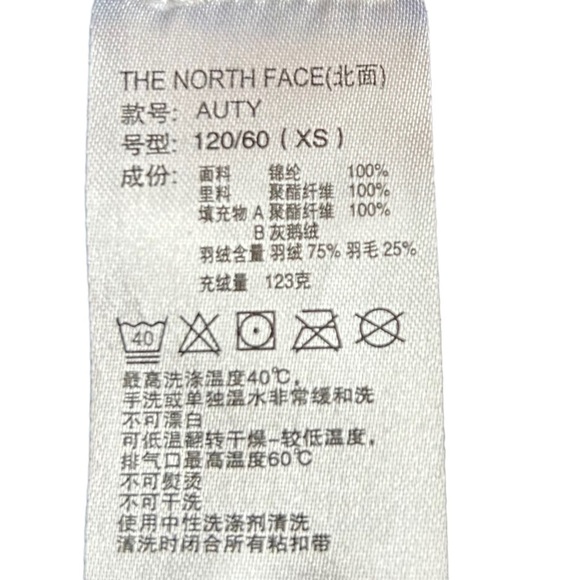 THE NORTH FACE(北面)
款号: AUTY
号型: 120/60 ( XS )
成份: 面料 锦纶 100%
里料 聚酯纤维 100%
填充物 A 聚酯纤维 100%
B 灰鹅绒
羽绒含量 羽绒 75% 羽毛 25%
充绒量 123克
40
最高洗涤温度40℃,
手洗或单独温水非常缓和洗
不可漂白
可低温翻转干燥-较低温度,
排气口最高温度60℃
不可熨烫
不可干洗
使用中性洗涤剂清洗
清洗时闭合所有粘扣带